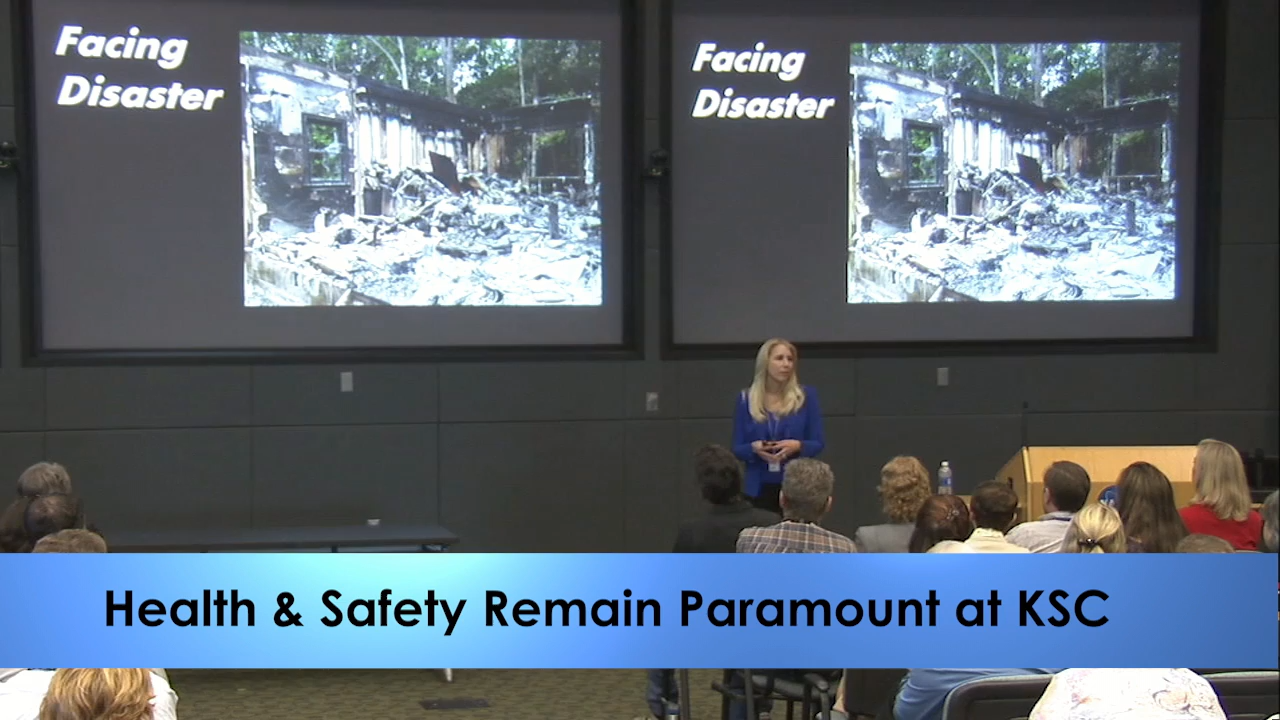 Facing
Disaster
Facing
Disaster
Health & Safety Remain Paramount at KSC